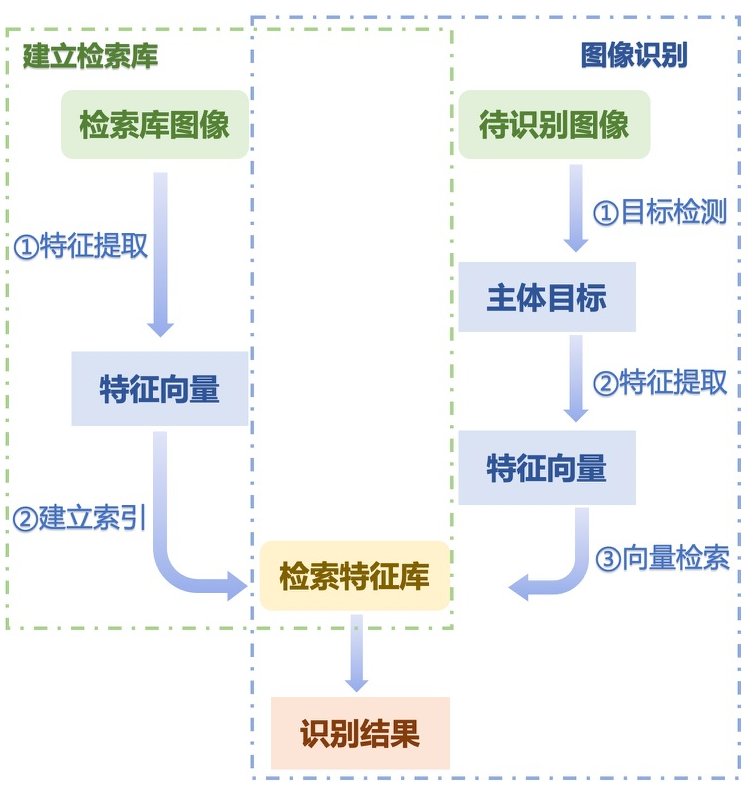 建立检索库
检索库图像
①特征提取
特征向量
②建立索引
检索特征库
识别结果
图像识别
待识别图像
①目标检测
主体目标
②特征提取
特征向量
③向量检索